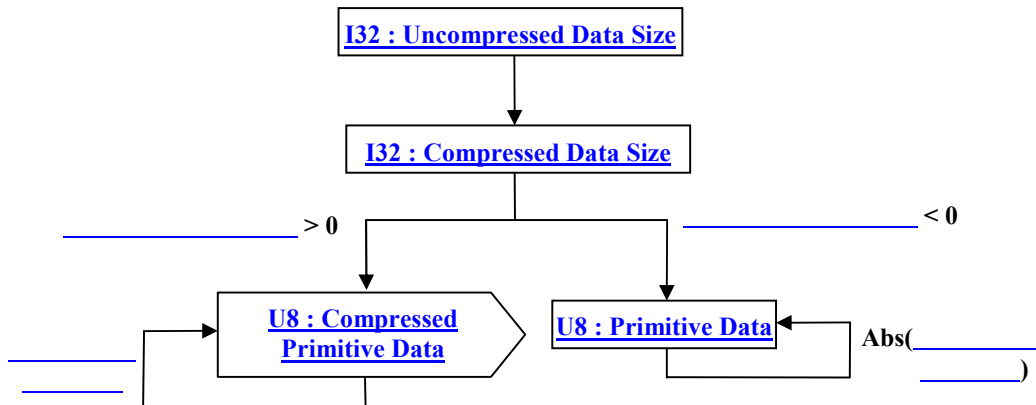 I32 : Uncompressed Data Size
I32 : Compressed Data Size
> 0
< 0
U8 : Compressed
Primitive Data
U8 : Primitive Data
Abs(
)